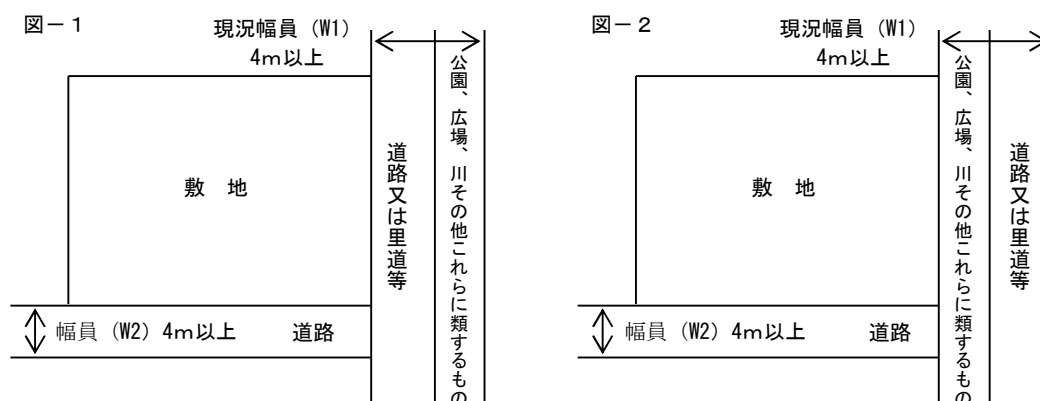 図－１
現況幅員（W1）
4ｍ以上
公園、広場、川その他これらに類するもの
道路又は里道等
敷　地
幅員（W2）4ｍ以上
道路
図－２
現況幅員（W1）
4ｍ以上
公園、広場、川その他これらに類するもの
道路又は里道等
敷　地
幅員（W2）4ｍ以上
道路